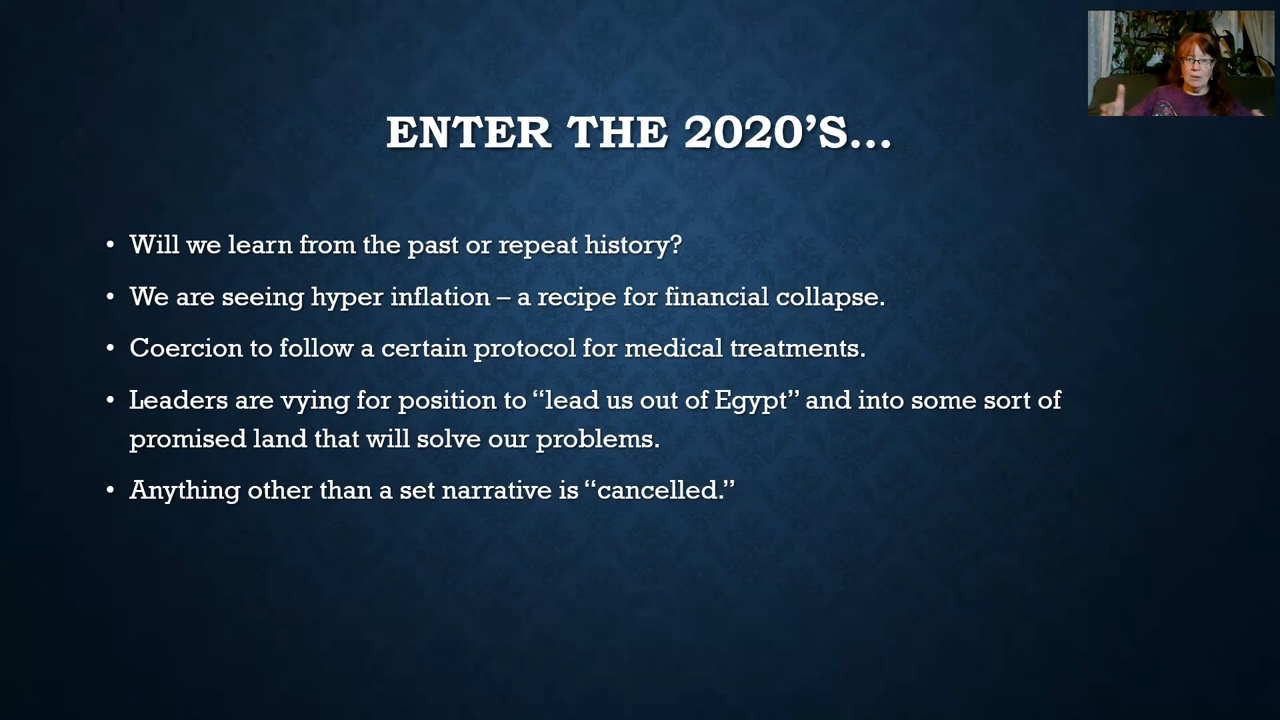 ENTER THE 2020’S…
• Will we learn from the past or repeat history?
• We are seeing hyper inflation – a recipe for financial collapse.
• Coercion to follow a certain protocol for medical treatments.
• Leaders are vying for position to “lead us out of Egypt” and into some sort of
promised land that will solve our problems.
• Anything other than a set narrative is “cancelled.”